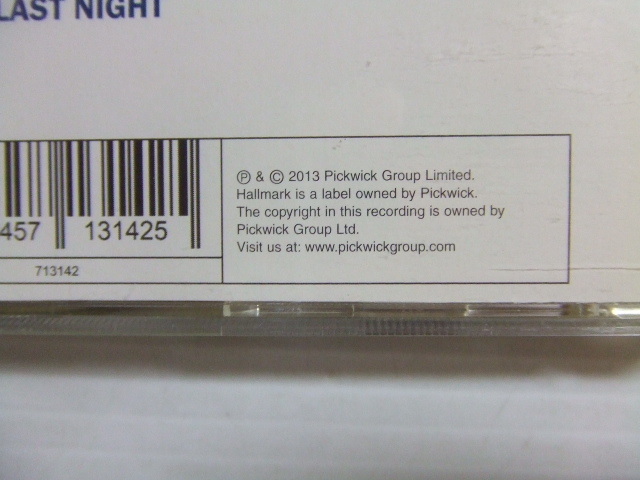 LAST NIGHT
℗ & © 2013 Pickwick Group Limited.
Hallmark is a label owned by Pickwick.
The copyright in this recording is owned by
Pickwick Group Ltd.
Visit us at: www.pickwickgroup.com
457 131425
713142